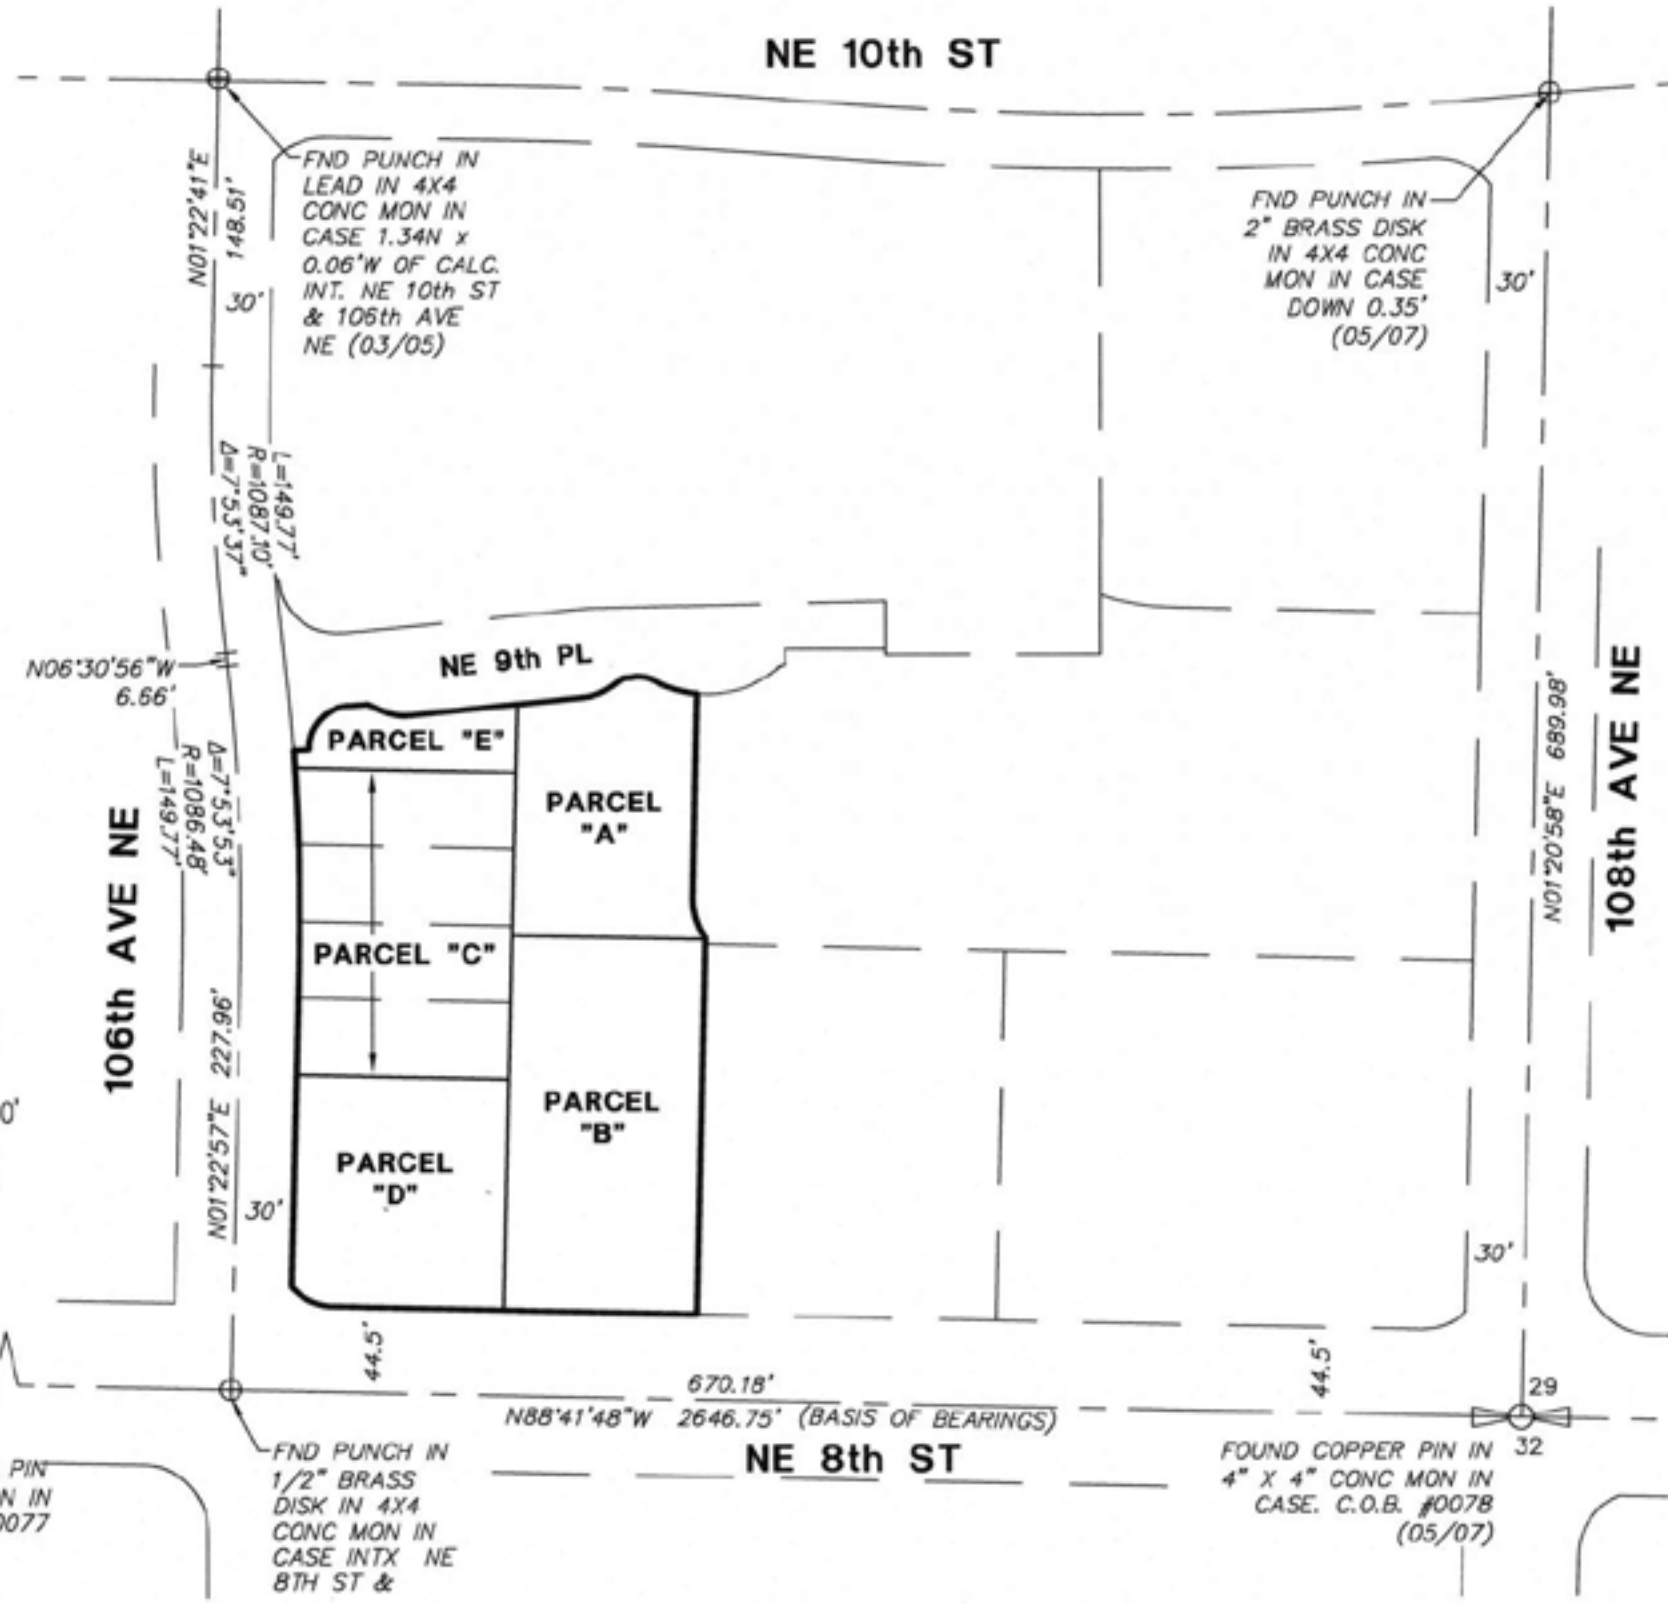 NE 10th ST
FND PUNCH IN
LEAD IN 4X4
CONC MON IN
CASE 1.34N x
0.06'W OF CALC.
INT. NE 10th ST
& 106th AVE
NE (03/05)
N01°22'41"E
148.51'
30'
FND PUNCH IN
2" BRASS DISK
IN 4X4 CONC
MON IN CASE
DOWN 0.35'
(05/07)
30'
L=149.77'
R=1087.10'
Δ=7°53'37"
N06°30'56"W
6.66'
NE 9th PL
PARCEL "E"
PARCEL
"A"
Δ=7°53'53"
R=1086.48'
L=149.77'
106th AVE NE
N01°20'58"E 689.98'
108th AVE NE
PARCEL "C"
N01°22'57"E 227.96'
0'
PARCEL
"B"
PARCEL
"D"
30'
30'
44.5'
44.5'
670.18'
N88°41'48"W 2646.75' (BASIS OF BEARINGS)
29
32
NE 8th ST
FND PUNCH IN
1/2" BRASS
DISK IN 4X4
CONC MON IN
CASE INTX NE
8TH ST &
FOUND COPPER PIN IN
4" X 4" CONC MON IN
CASE. C.O.B. #0078
(05/07)
PIN
N IN
0077